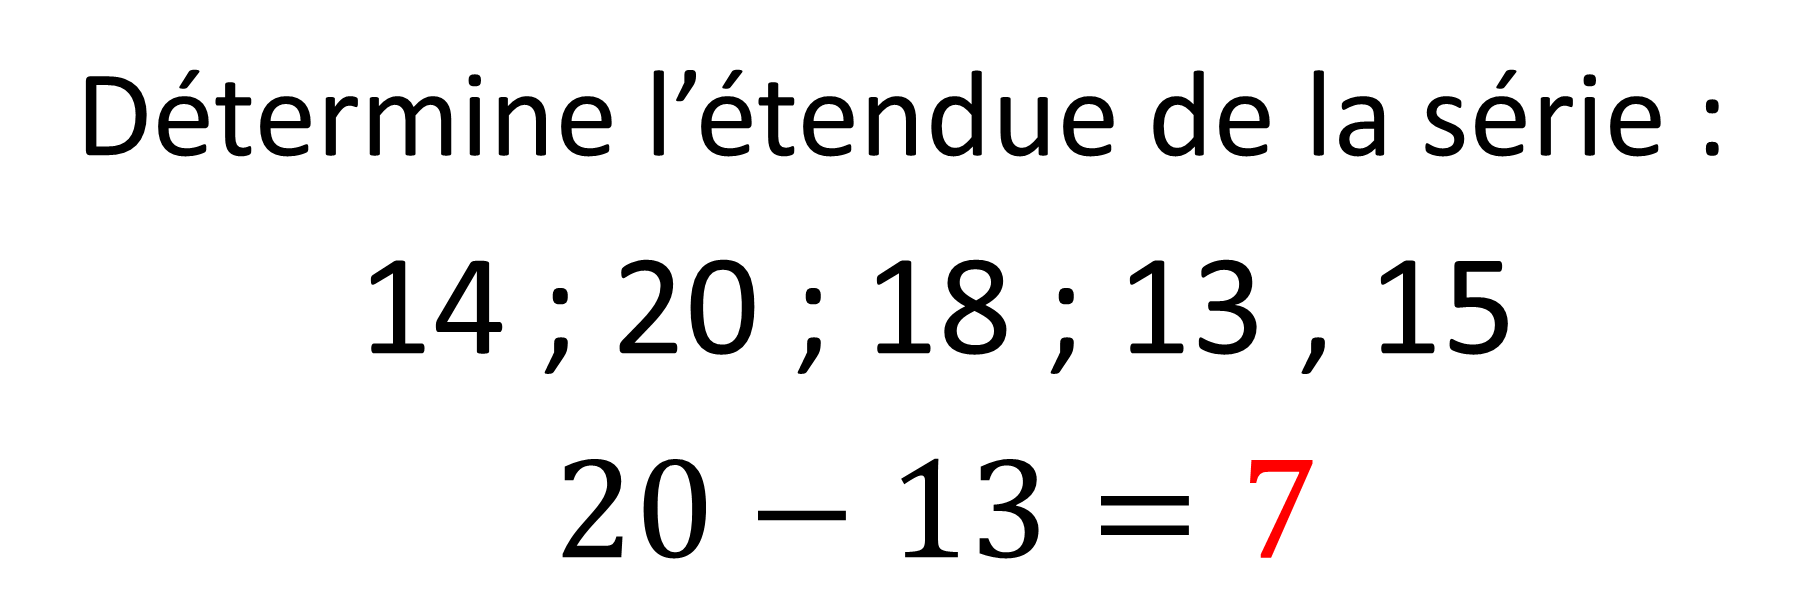 Détermine l’étendue de la série :
14 ; 20 ; 18 ; 13 , 15
20 − 13 = 7